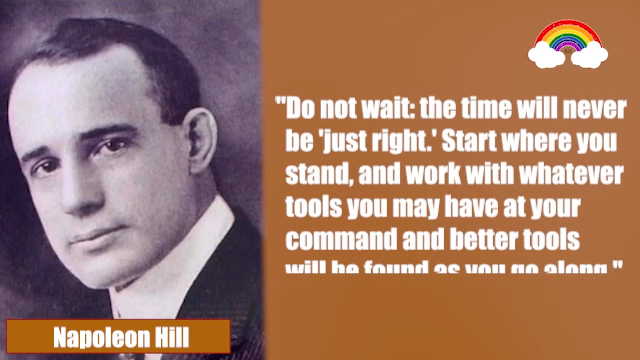 "Do not wait: the time will never
be 'just right.' Start where you
stand, and work with whatever
tools you may have at your
command and better tools
will be found as you go along."
Napoleon Hill